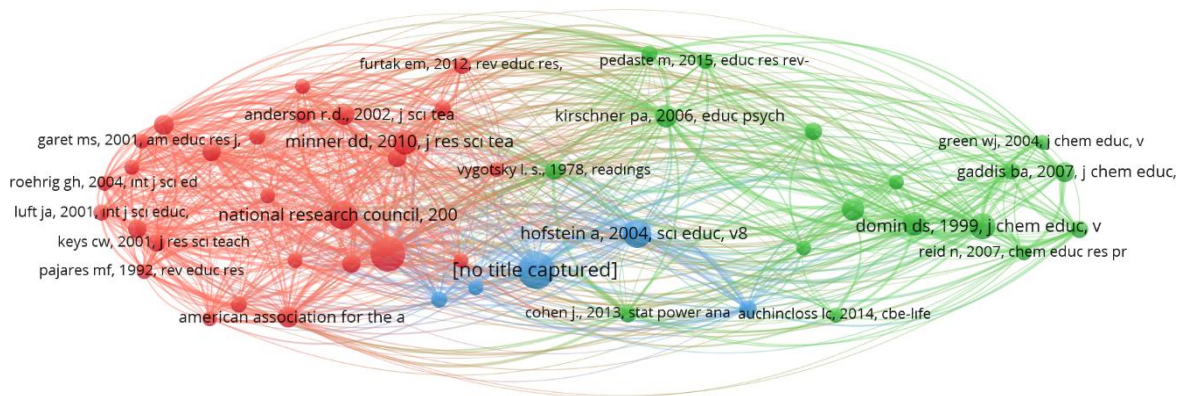 furtak em, 2012, rev educ res,
pedaste m, 2015, educ res rev-
anderson r.d., 2002, j sci tea
kirschner pa, 2006, educ psych
garet ms, 2001, am educ res j,
minner dd, 2010, j res sci tea
green wj, 2004, j chem educ, v
vygotsky l. s., 1978, readings
gaddis ba, 2007, j chem educ,
roehrig gh, 2004, int j sci ed
luft ja, 2001, int j sci educ,
national research council, 200
hofstein a, 2004, sci educ, v8
domin ds, 1999, j chem educ, v
keys cw, 2001, j res sci teach
reid n, 2007, chem educ res pr
pajares mf, 1992, rev educ res
[no title captured]
american association for the a
cohen j., 2013, stat power ana
auchincloss lc, 2014, cbe-life